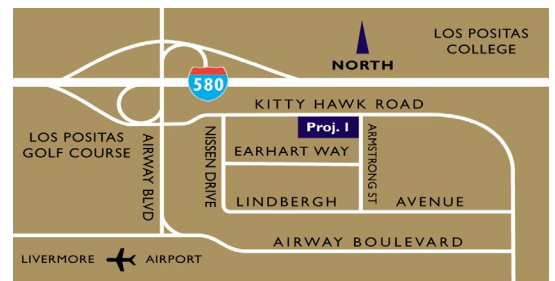 LOS POSITAS
COLLEGE
NORTH
580
KITTY HAWK ROAD
LOS POSITAS
GOLF COURSE
AIRWAY BLVD
NISSEN DRIVE
Proj. I
EARHART WAY
ARMSTRONG ST
LINDBERGH AVENUE
AIRWAY BOULEVARD
LIVERMORE AIRPORT